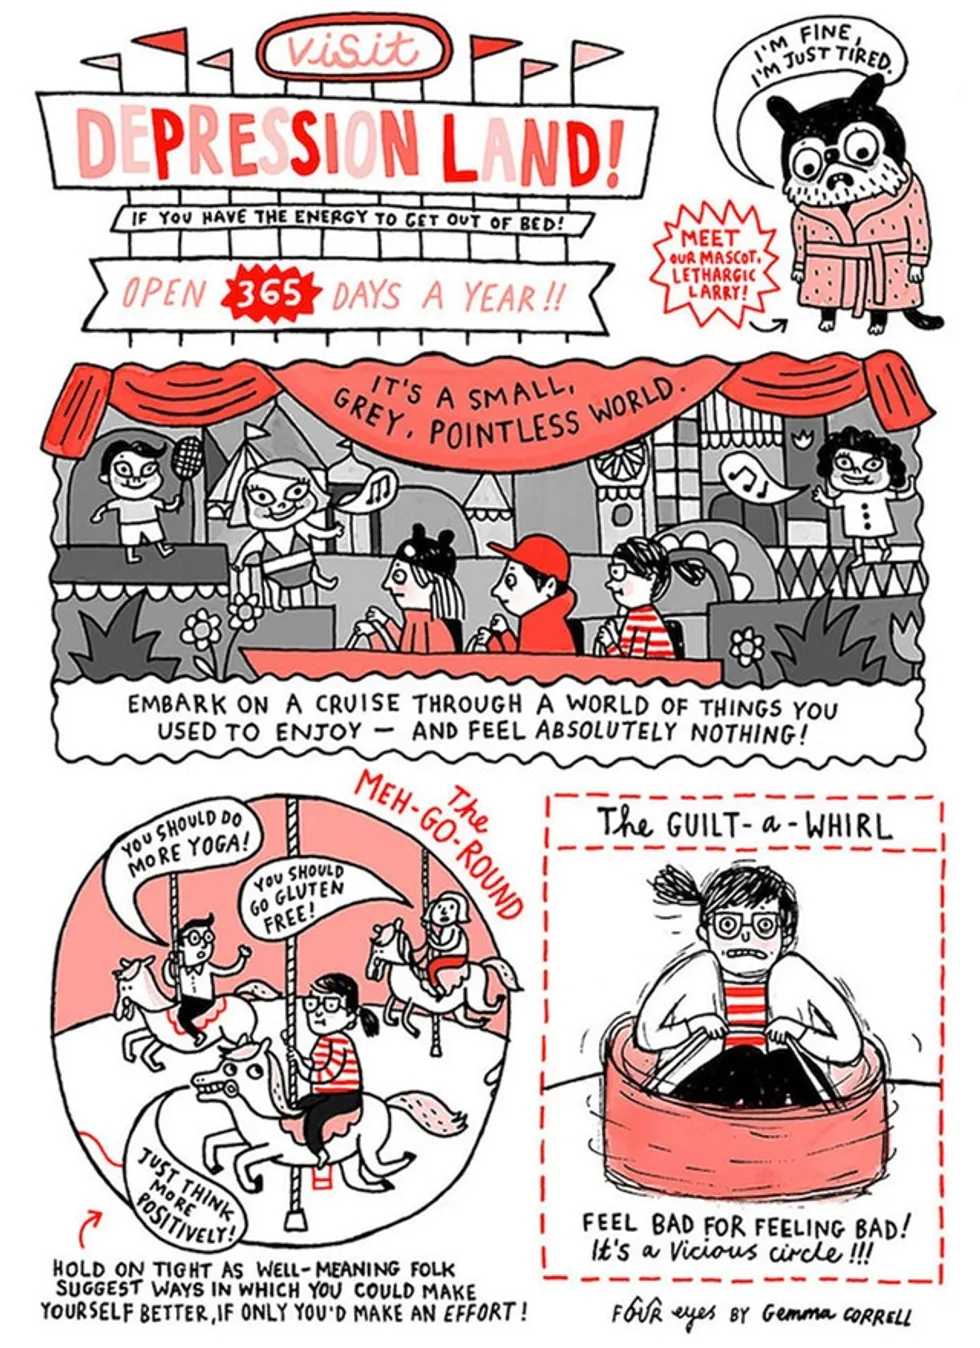 Visit
DEPRESSION LAND!
IF YOU HAVE THE ENERGY TO GET OUT OF BED!
OPEN 365 DAYS A YEAR!!
I'M FINE,
I'M JUST TIRED.
MEET
OUR MASCOT,
LETHARGIC
LARRY!
IT'S A SMALL,
GREY, POINTLESS WORLD.
EMBARK ON A CRUISE THROUGH A WORLD OF THINGS YOU
USED TO ENJOY — AND FEEL ABSOLUTELY NOTHING!
The
MEH-GO-ROUND
YOU SHOULD DO
MORE YOGA!
YOU SHOULD
GO GLUTEN
FREE!
JUST THINK
MORE
POSITIVELY!
HOLD ON TIGHT AS WELL-MEANING FOLK
SUGGEST WAYS IN WHICH YOU COULD MAKE
YOURSELF BETTER, IF ONLY YOU'D MAKE AN EFFORT!
The GUILT-a-WHIRL
FEEL BAD FOR FEELING BAD!
It's a Vicious circle!!!
FOUR eyes BY Gemma CORRELL